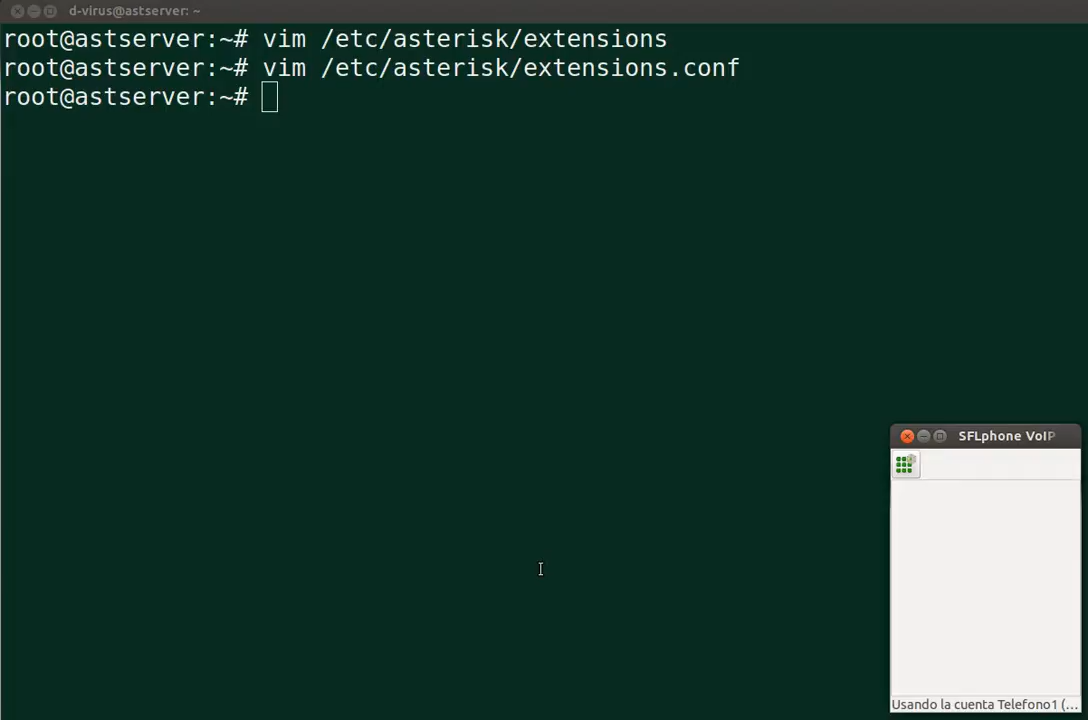 d-virus@astserver: ~
root@astserver:~# vim /etc/asterisk/extensions
root@astserver:~# vim /etc/asterisk/extensions.conf
root@astserver:~#
SFLphone VoIP
Usando la cuenta Telefono1 (...